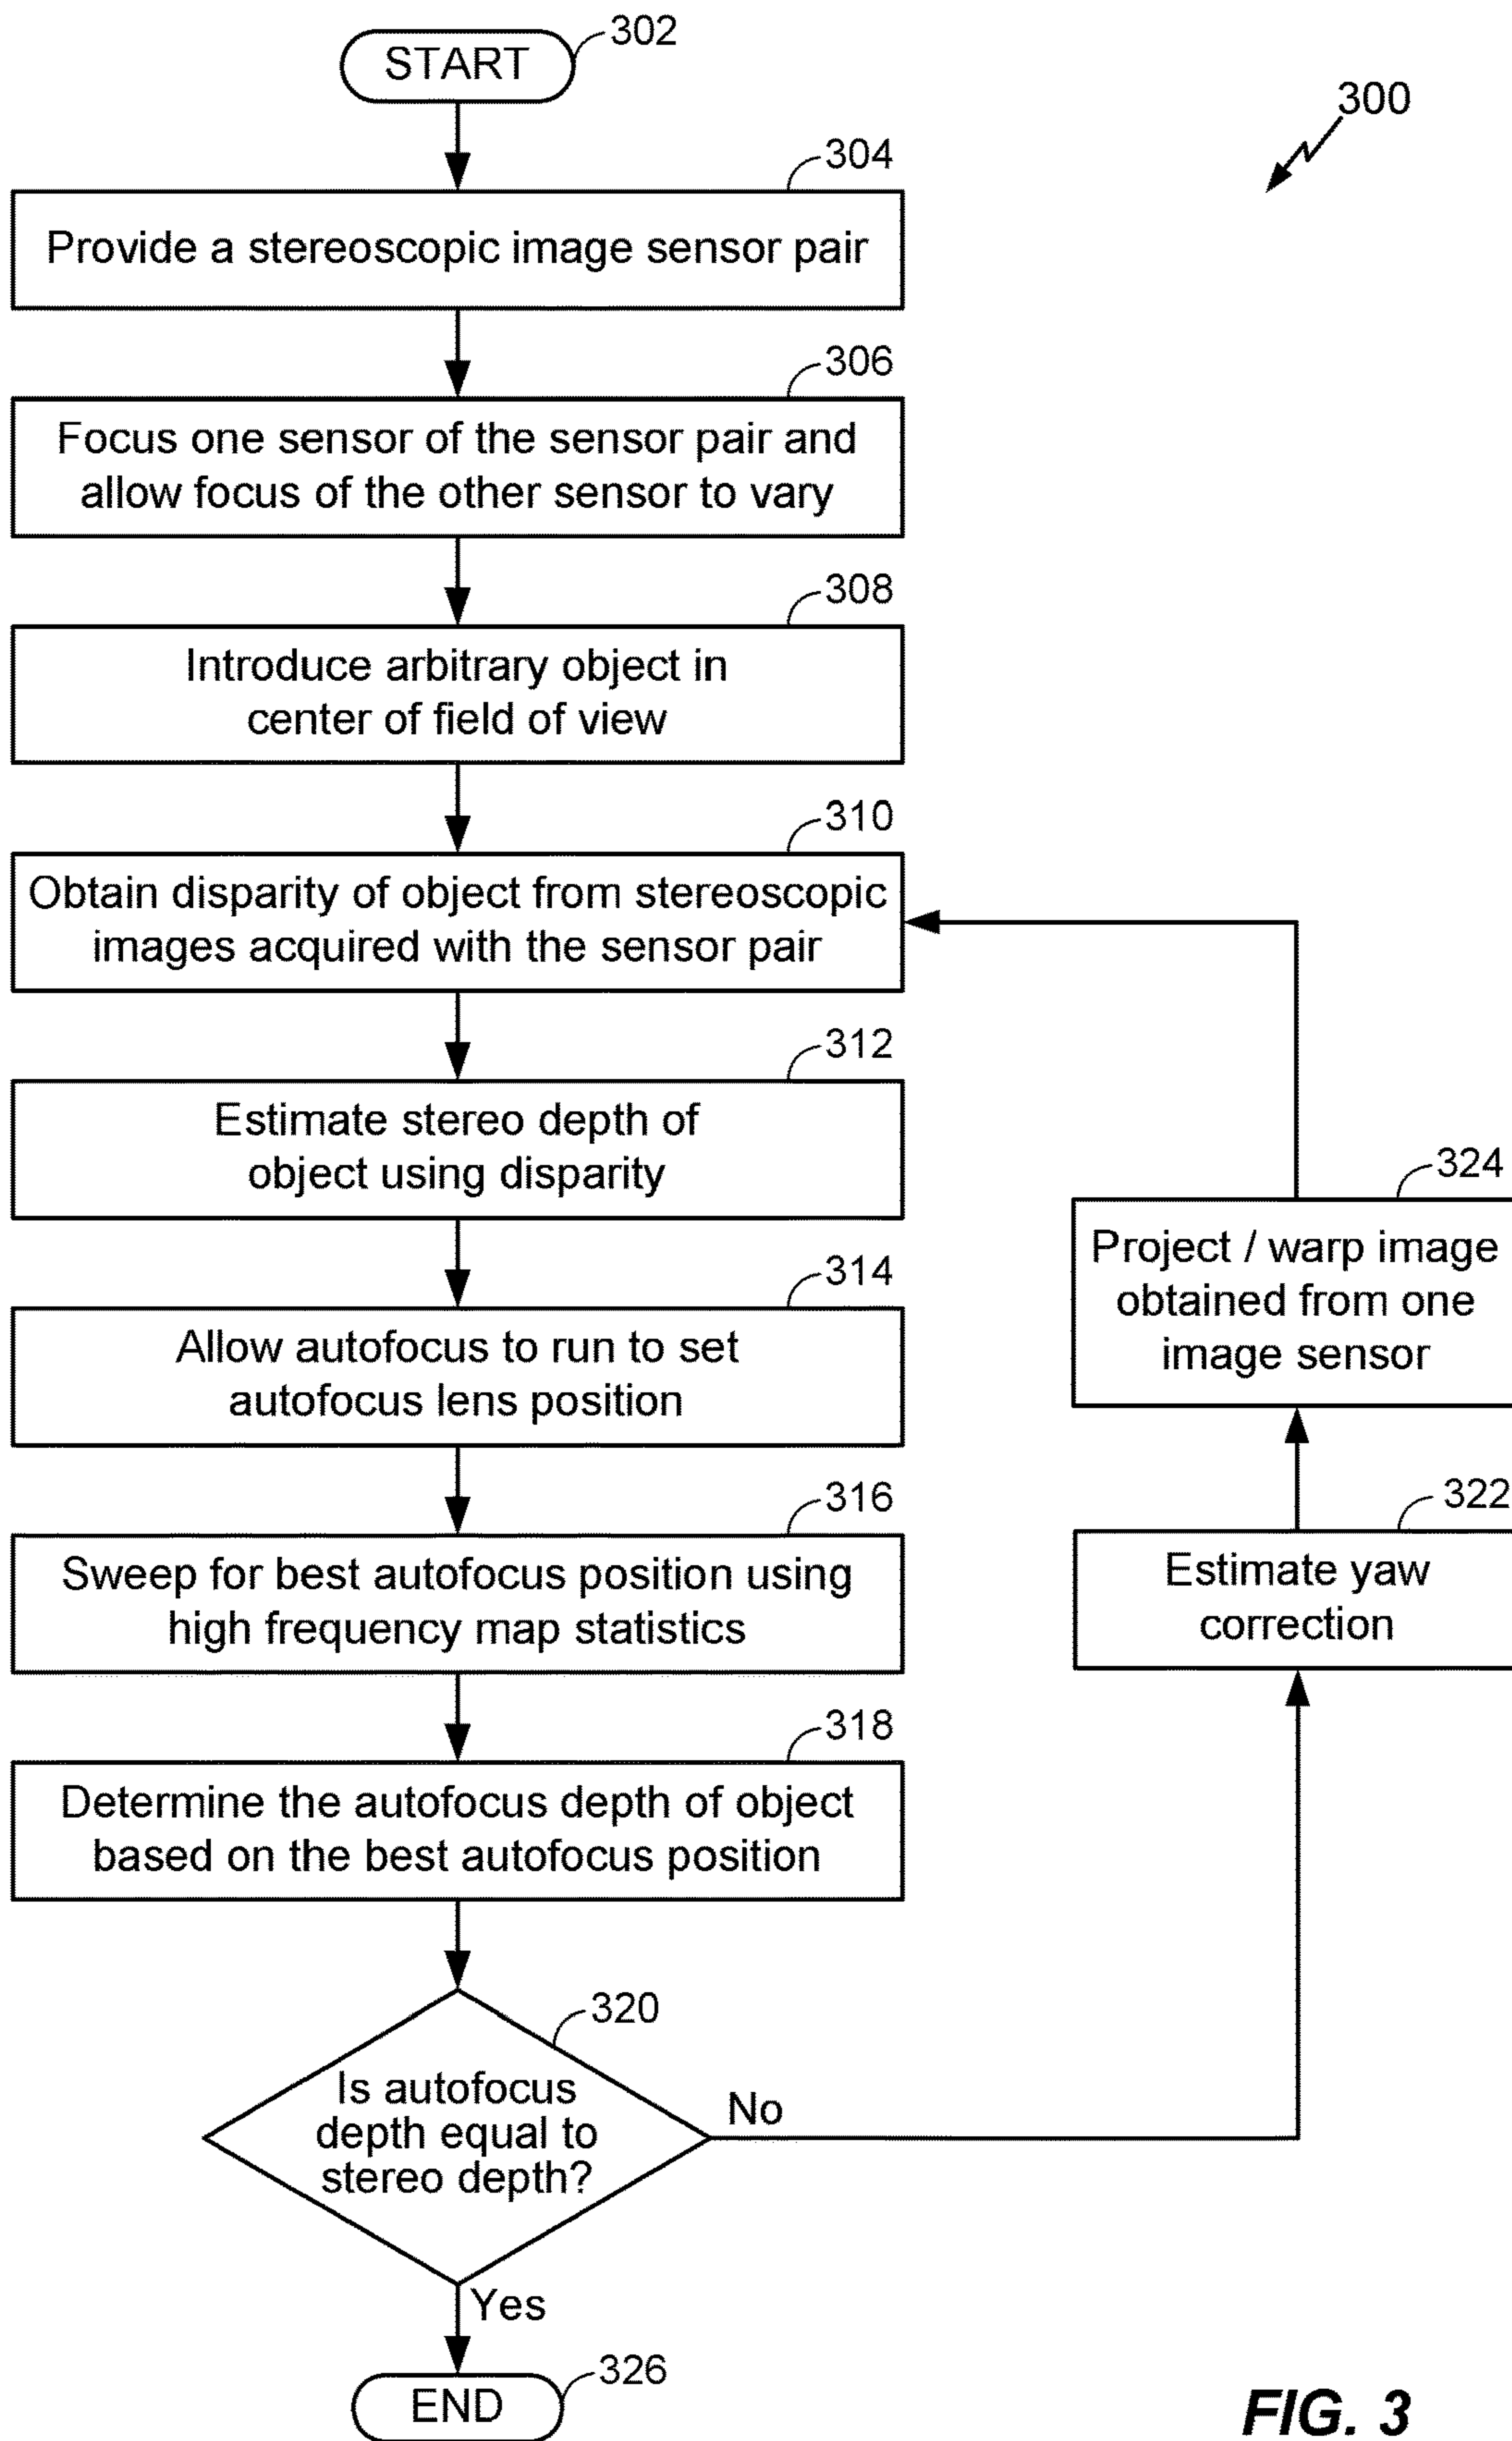 302
START
300
304
Provide a stereoscopic image sensor pair
306
Focus one sensor of the sensor pair and
allow focus of the other sensor to vary
308
Introduce arbitrary object in
center of field of view
310
Obtain disparity of object from stereoscopic
images acquired with the sensor pair
312
Estimate stereo depth of
object using disparity
314
Allow autofocus to run to set
autofocus lens position
316
Sweep for best autofocus position using
high frequency map statistics
318
Determine the autofocus depth of object
based on the best autofocus position
320
Is autofocus
depth equal to
stereo depth?
No
Yes
322
Estimate yaw
correction
324
Project / warp image
obtained from one
image sensor
326
END
FIG. 3